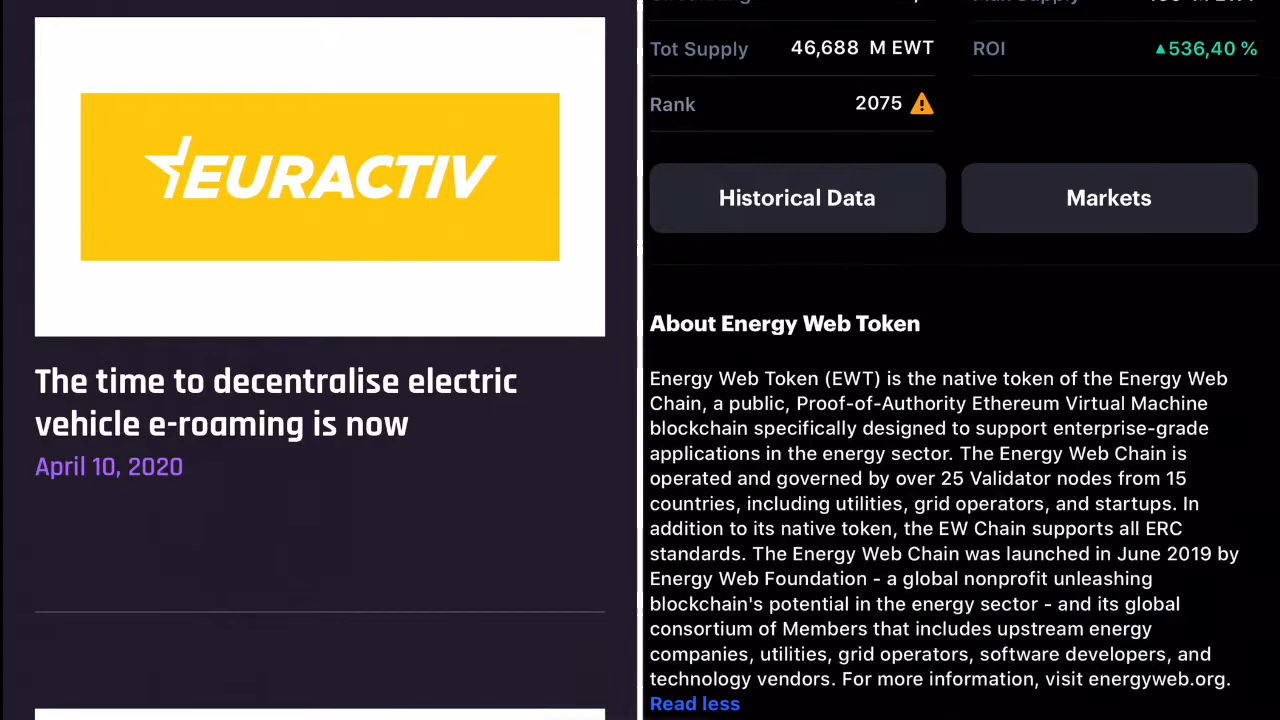 EURACTIV
The time to decentralise electric
vehicle e-roaming is now
April 10, 2020
Tot Supply 46,688 M EWT
ROI ▲536,40 %
Rank 2075
Historical Data
Markets
About Energy Web Token
Energy Web Token (EWT) is the native token of the Energy Web
Chain, a public, Proof-of-Authority Ethereum Virtual Machine
blockchain specifically designed to support enterprise-grade
applications in the energy sector. The Energy Web Chain is
operated and governed by over 25 Validator nodes from 15
countries, including utilities, grid operators, and startups. In
addition to its native token, the EW Chain supports all ERC
standards. The Energy Web Chain was launched in June 2019 by
Energy Web Foundation - a global nonprofit unleashing
blockchain's potential in the energy sector - and its global
consortium of Members that includes upstream energy
companies, utilities, grid operators, software developers, and
technology vendors. For more information, visit energyweb.org.
Read less